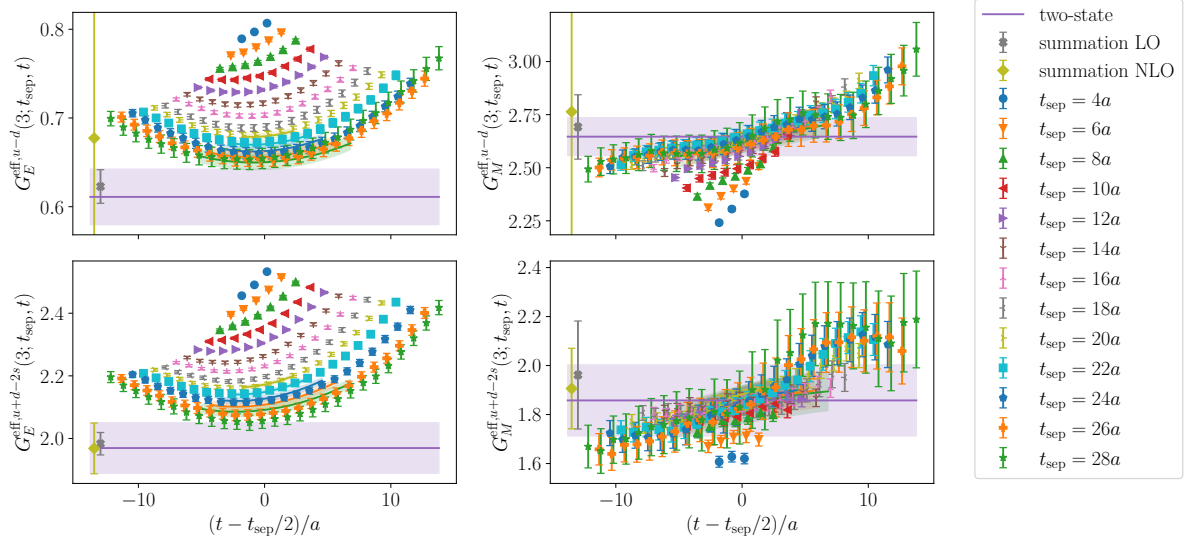 0.8
0.7
0.6
G_E^{eff, u−d}(3; t_sep, t)
3.00
2.75
2.50
2.25
G_M^{eff, u−d}(3; t_sep, t)
2.4
2.2
2.0
G_E^{eff, u+d−2s}(3; t_sep, t)
−10
0
10
(t − t_sep/2)/a
2.4
2.2
2.0
1.8
1.6
G_M^{eff, u+d−2s}(3; t_sep, t)
−10
0
10
(t − t_sep/2)/a
two-state
summation LO
summation NLO
t_sep = 4a
t_sep = 6a
t_sep = 8a
t_sep = 10a
t_sep = 12a
t_sep = 14a
t_sep = 16a
t_sep = 18a
t_sep = 20a
t_sep = 22a
t_sep = 24a
t_sep = 26a
t_sep = 28a